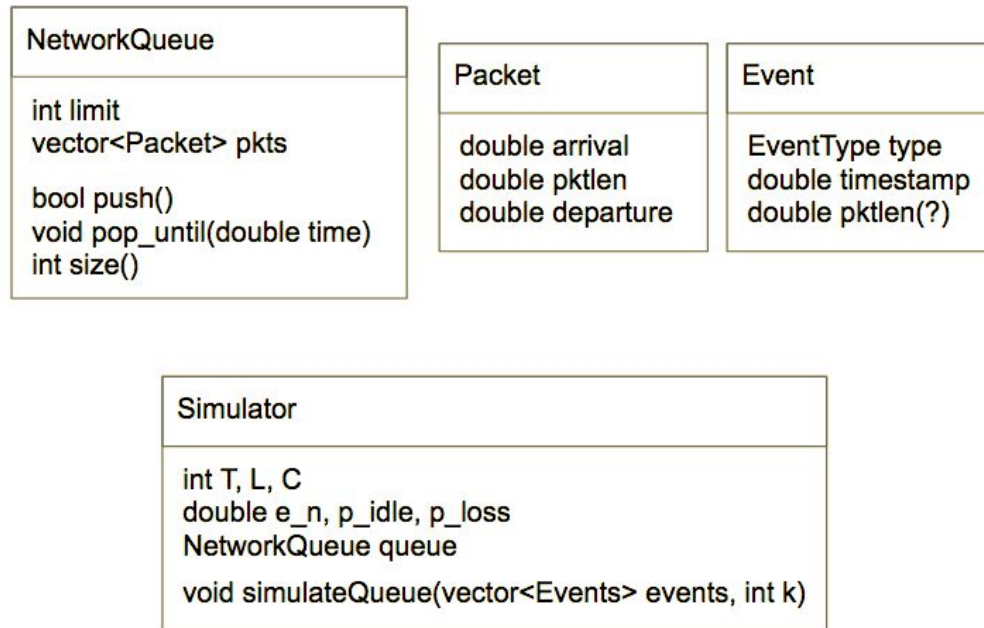 NetworkQueue
int limit
vector<Packet> pkts
bool push()
void pop_until(double time)
int size()
Packet
double arrival
double pktlen
double departure
Event
EventType type
double timestamp
double pktlen(?)
Simulator
int T, L, C
double e_n, p_idle, p_loss
NetworkQueue queue
void simulateQueue(vector<Events> events, int k)